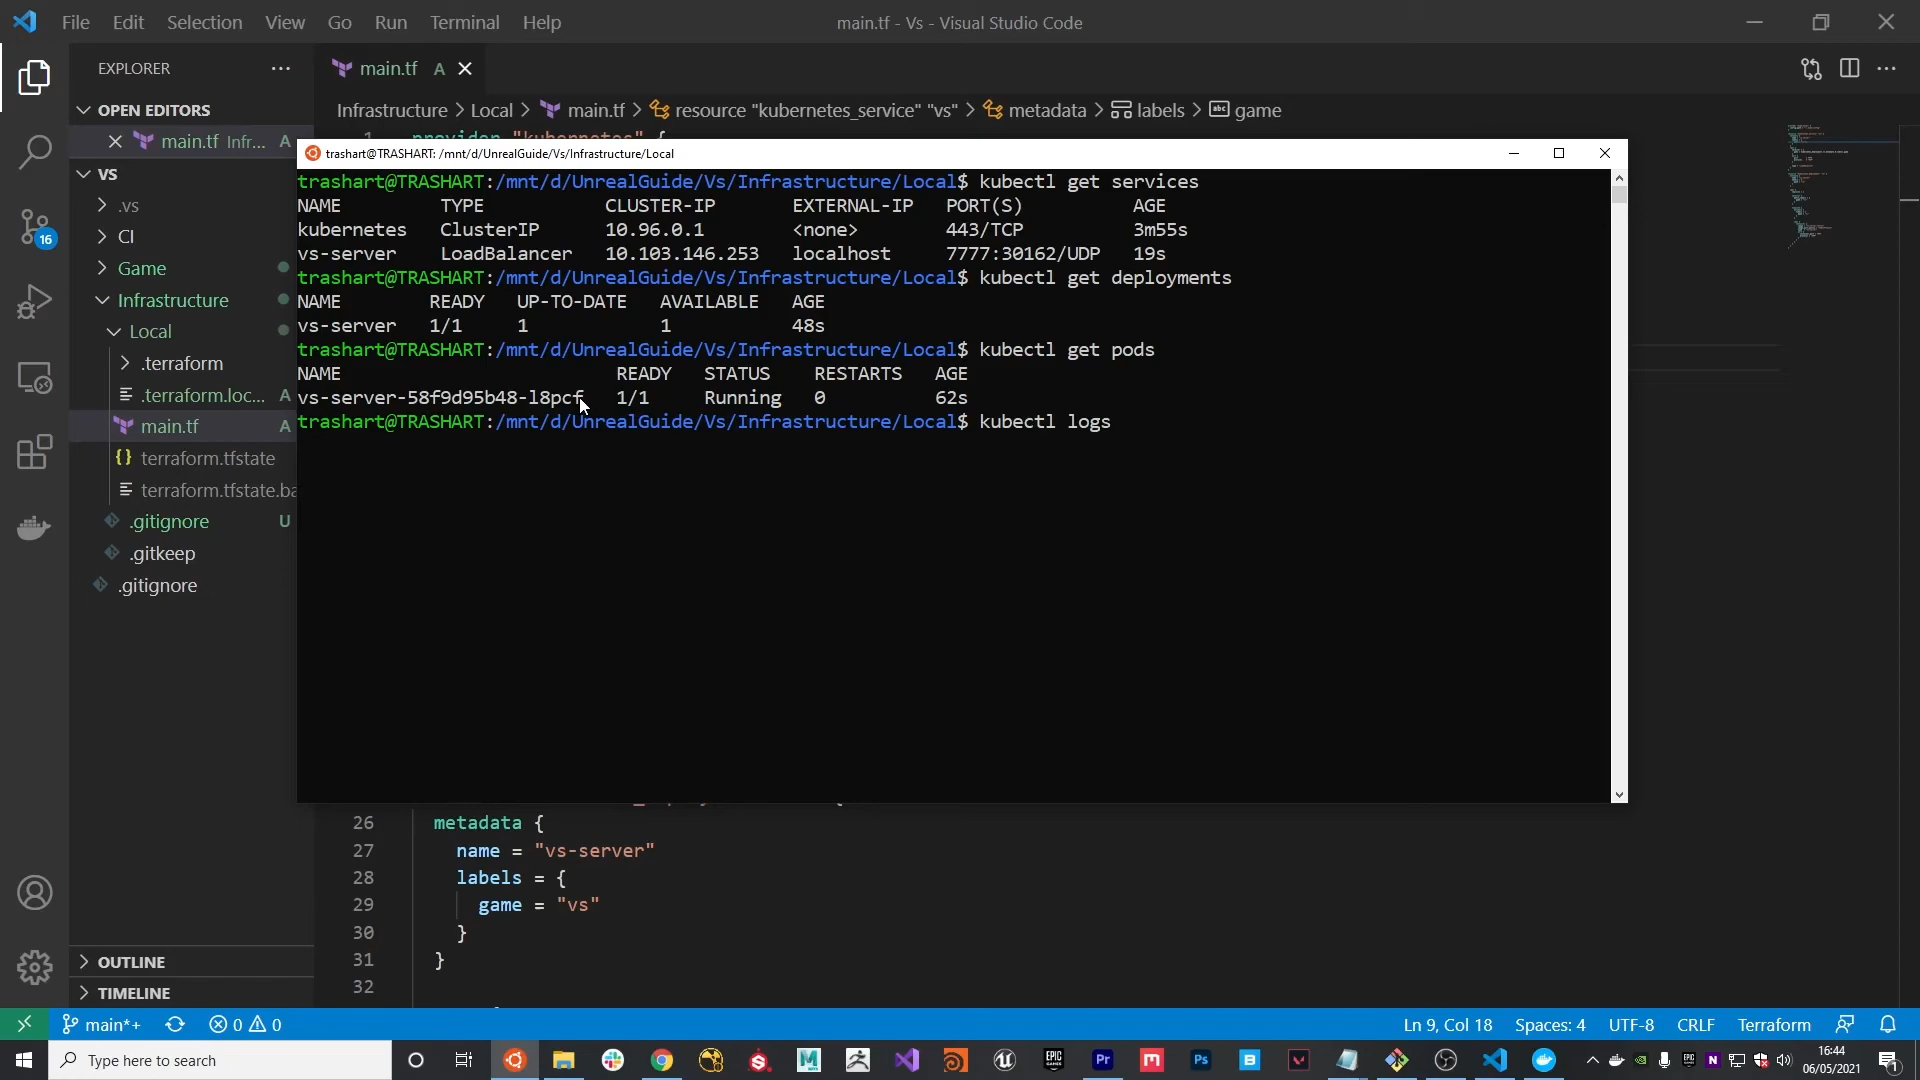 File Edit Selection View Go Run Terminal Help
main.tf - Vs - Visual Studio Code
EXPLORER
main.tf A
OPEN EDITORS
Infrastructure > Local > main.tf > resource "kubernetes_service" "vs" > metadata > labels > game
main.tf Infr... A
VS
.vs
CI
Game
Infrastructure
Local
.terraform
.terraform.loc... A
main.tf A
terraform.tfstate
terraform.tfstate.ba
.gitignore U
.gitkeep
.gitignore
OUTLINE
TIMELINE
16
1 provider "kubernetes" {
trashart@TRASHART: /mnt/d/UnrealGuide/Vs/Infrastructure/Local
trashart@TRASHART:/mnt/d/UnrealGuide/Vs/Infrastructure/Local$ kubectl get services
NAME TYPE CLUSTER-IP EXTERNAL-IP PORT(S) AGE
kubernetes ClusterIP 10.96.0.1 <none> 443/TCP 3m55s
vs-server LoadBalancer 10.103.146.253 localhost 7777:30162/UDP 19s
trashart@TRASHART:/mnt/d/UnrealGuide/Vs/Infrastructure/Local$ kubectl get deployments
NAME READY UP-TO-DATE AVAILABLE AGE
vs-server 1/1 1 1 48s
trashart@TRASHART:/mnt/d/UnrealGuide/Vs/Infrastructure/Local$ kubectl get pods
NAME READY STATUS RESTARTS AGE
vs-server-58f9d95b48-l8pcf 1/1 Running 0 62s
trashart@TRASHART:/mnt/d/UnrealGuide/Vs/Infrastructure/Local$ kubectl logs
26 metadata {
27 name = "vs-server"
28 labels = {
29 game = "vs"
30 }
31 }
32
main*+ 0 0
Ln 9, Col 18 Spaces: 4 UTF-8 CRLF Terraform
Type here to search
16:44
06/05/2021
1